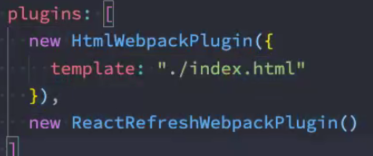 plugins: [
new HtmlWebpackPlugin({
template: "./index.html"
}),
new ReactRefreshWebpackPlugin()
]